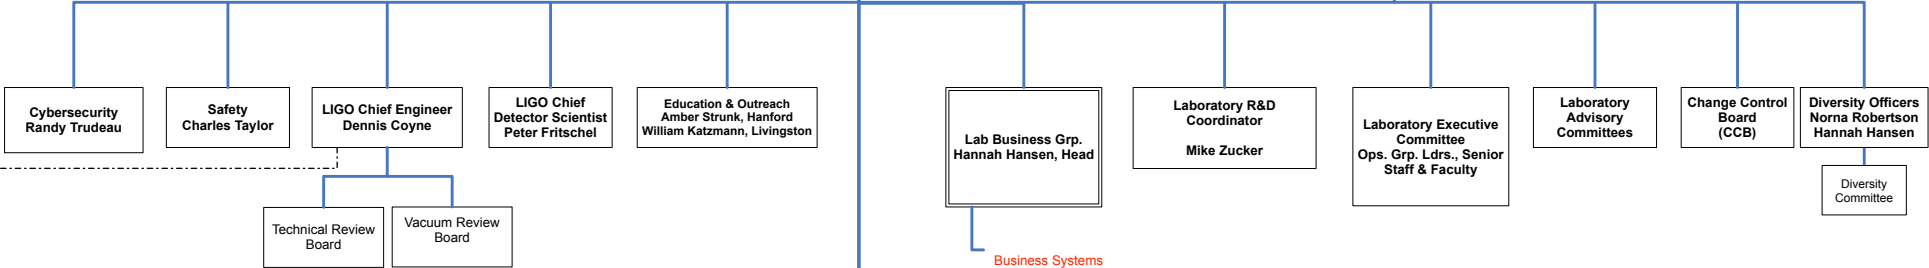 Cybersecurity
Randy Trudeau
Safety
Charles Taylor
LIGO Chief Engineer
Dennis Coyne
LIGO Chief
Detector Scientist
Peter Fritschel
Education & Outreach
Amber Strunk, Hanford
William Katzmann, Livingston
Lab Business Grp.
Hannah Hansen, Head
Laboratory R&D
Coordinator
Mike Zucker
Laboratory Executive
Committee
Ops. Grp. Ldrs., Senior
Staff & Faculty
Laboratory
Advisory
Committees
Change Control
Board
(CCB)
Diversity Officers
Norna Robertson
Hannah Hansen
Technical Review
Board
Vacuum Review
Board
Diversity
Committee
Business Systems